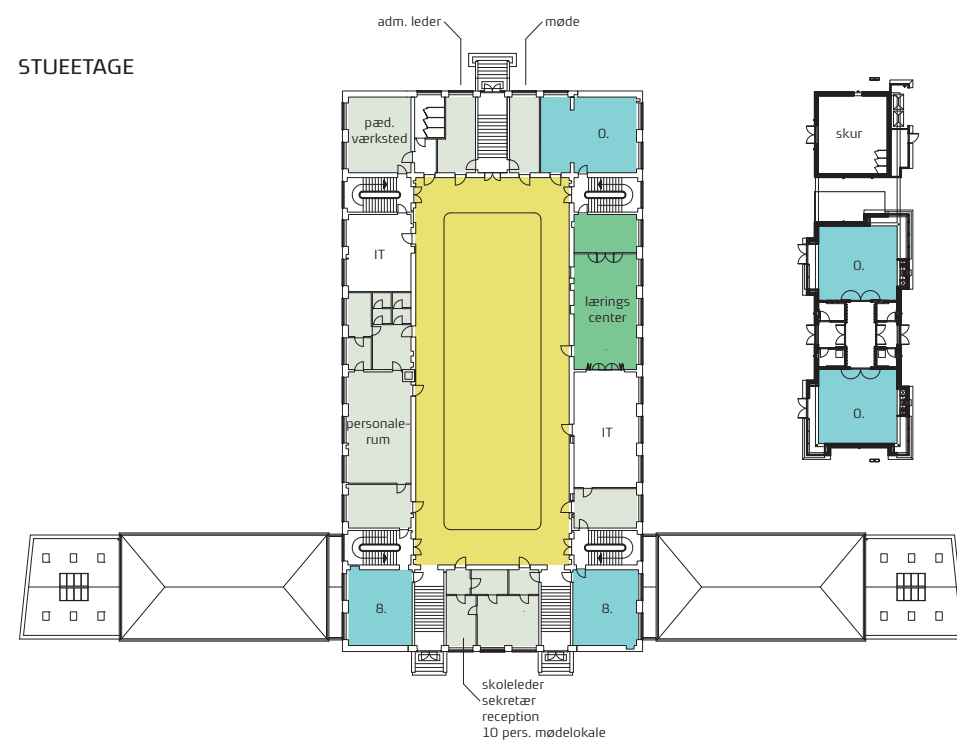 adm. leder
møde
STUEETAGE
pæd.
værksted
0.
skur
IT
0.
lærings
center
personale-
rum
IT
0.
8.
8.
skoleleder
sekretær
reception
10 pers. mødelokale